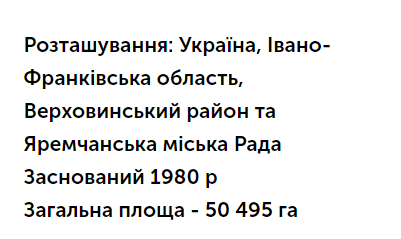 Розташування: Україна, Івано-
Франківська область,
Верховинський район та
Яремчанська міська Рада
Заснований 1980 р
Загальна площа - 50 495 га